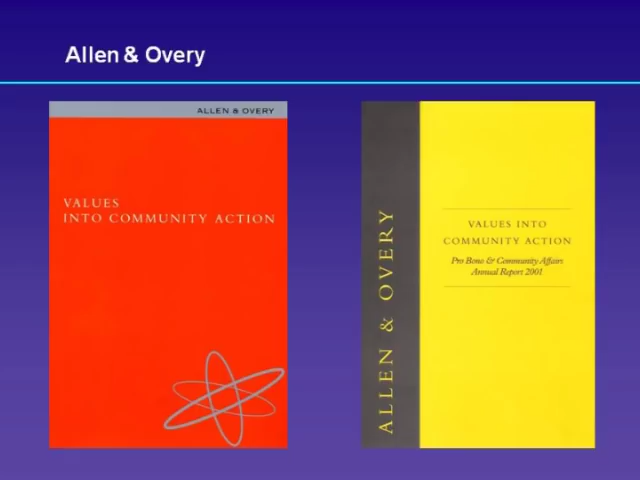 Allen & Overy
ALLEN & OVERY
VALUES
INTO COMMUNITY ACTION
ALLEN & OVERY
VALUES INTO
COMMUNITY ACTION
Pro Bono & Community Affairs
Annual Report 2001